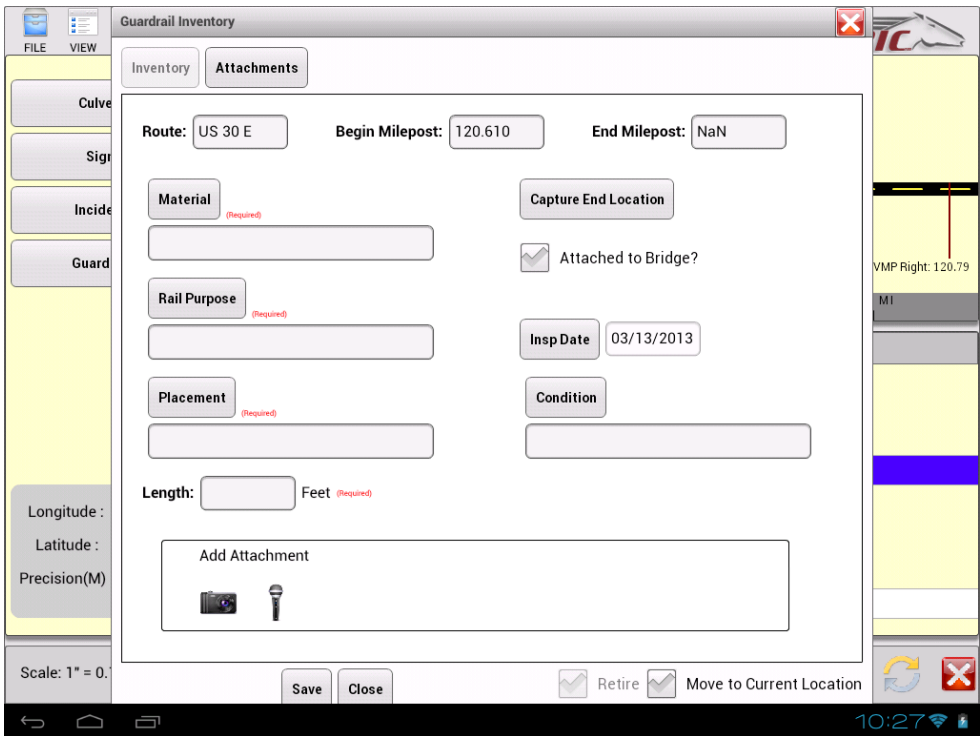 Guardrail Inventory
FILE VIEW
TC
Inventory Attachments
Culve
Route: US 30 E Begin Milepost: 120.610 End Milepost: NaN
Sign
Material (Required) Capture End Location
Incide
Attached to Bridge?
Guard
VMP Right: 120.79
Rail Purpose (Required)
MI
Insp Date 03/13/2013
Placement (Required) Condition
Length: Feet (Required)
Longitude :
Latitude :
Add Attachment
Precision(M)
Scale: 1" = 0.
Save Close Retire Move to Current Location
10:27